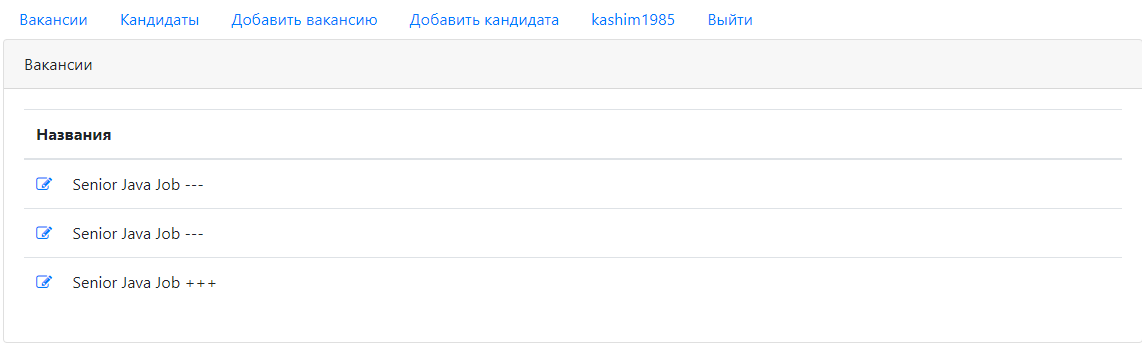 Вакансии Кандидаты Добавить вакансию Добавить кандидата kashim1985 Выйти
Вакансии
Названия
Senior Java Job ---
Senior Java Job ---
Senior Java Job +++